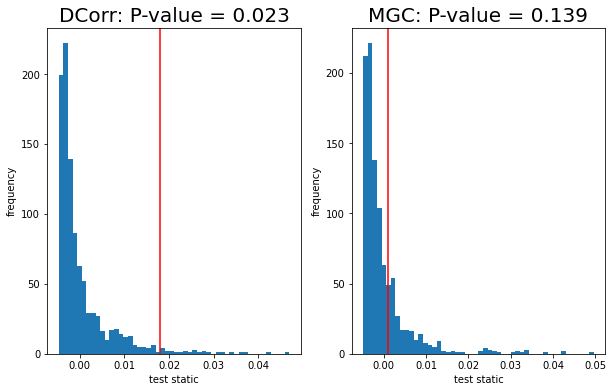 DCorr: P-value = 0.023
frequency
200
150
100
50
0
0.00 0.01 0.02 0.03 0.04
test static
MGC: P-value = 0.139
frequency
200
150
100
50
0
0.00 0.01 0.02 0.03 0.04 0.05
test static